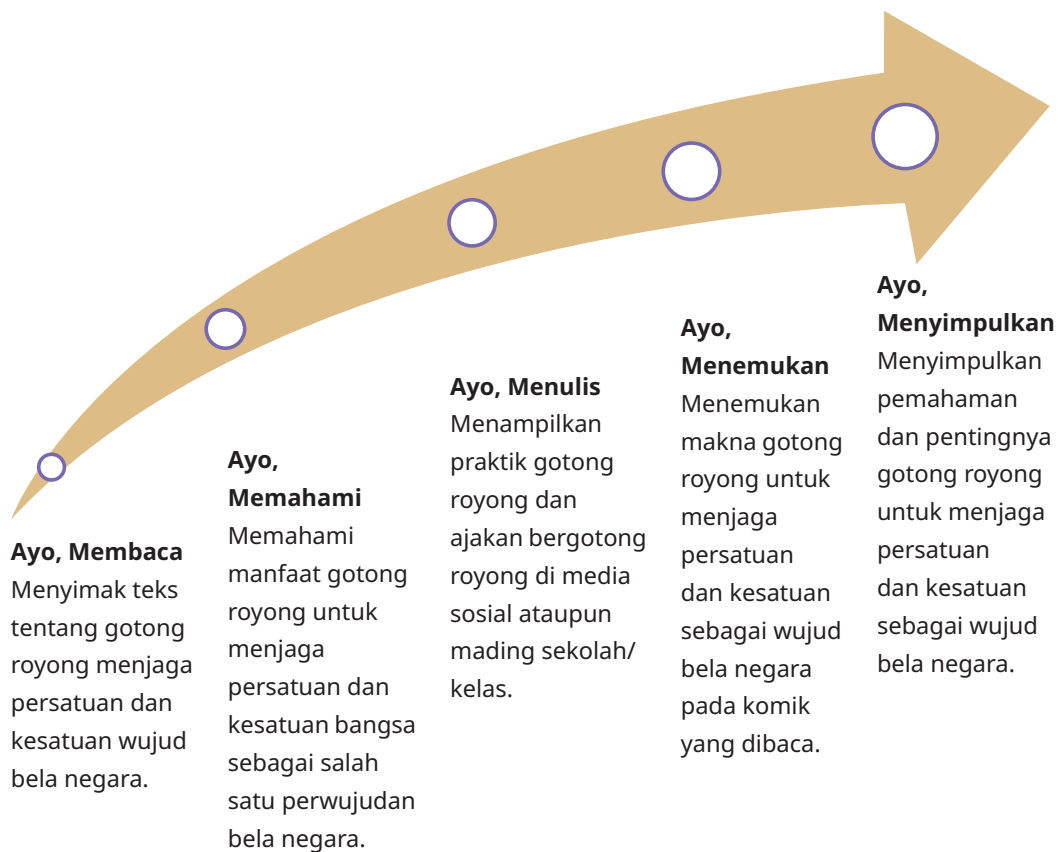 Ayo, Membaca
Menyimak teks
tentang gotong
royong menjaga
persatuan dan
kesatuan wujud
bela negara.
Ayo,
Memahami
Memahami
manfaat gotong
royong untuk
menjaga
persatuan dan
kesatuan bangsa
sebagai salah
satu perwujudan
bela negara.
Ayo, Menulis
Menampilkan
praktik gotong
royong dan
ajakan bergotong
royong di media
sosial ataupun
mading sekolah/
kelas.
Ayo,
Menemukan
Menemukan
makna gotong
royong untuk
menjaga
persatuan
dan kesatuan
sebagai wujud
bela negara
pada komik
yang dibaca.
Ayo,
Menyimpulkan
Menyimpulkan
pemahaman
dan pentingnya
gotong royong
untuk menjaga
persatuan
dan kesatuan
sebagai wujud
bela negara.